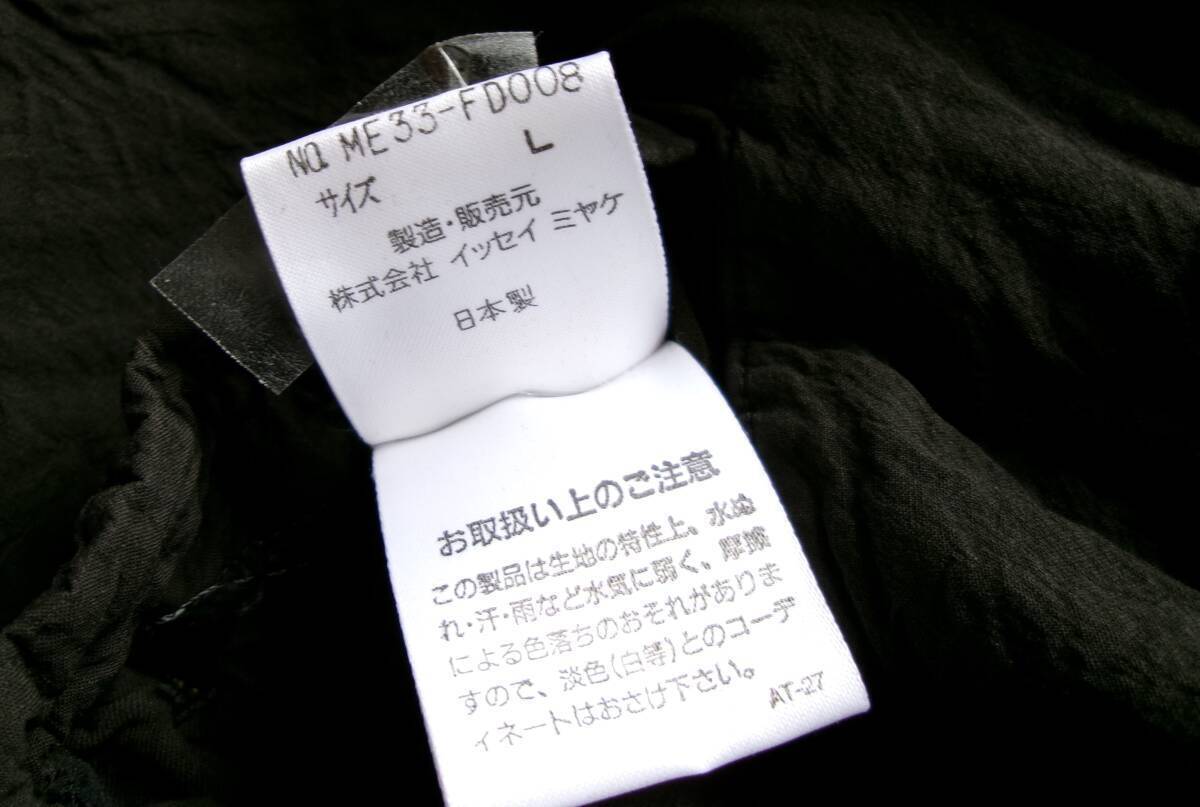 No. ME33-FD008
サイズ L
製造・販売元
株式会社 イッセイ ミヤケ
日本製
お取扱い上のご注意
この製品は生地の特性上、水ぬ
れ・汗・雨など水気に弱く、摩擦
による色落ちのおそれがありま
すので、淡色(白等)とのコーデ
ィネートはおさけ下さい。
AT-27